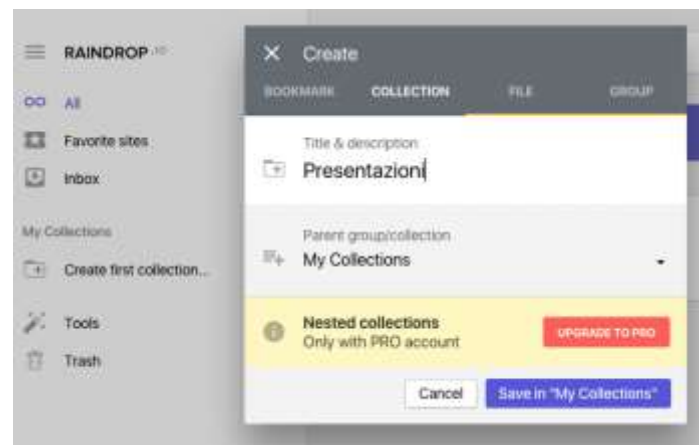 RAINDROP .IO
All
Favorite sites
Inbox
My Collections
Create first collection...
Tools
Trash
Create
BOOKMARK COLLECTION FILE GROUP
Title & description
Presentazioni
Parent group/collection
My Collections
Nested collections
Only with PRO account
UPGRADE TO PRO
Cancel Save in "My Collections"